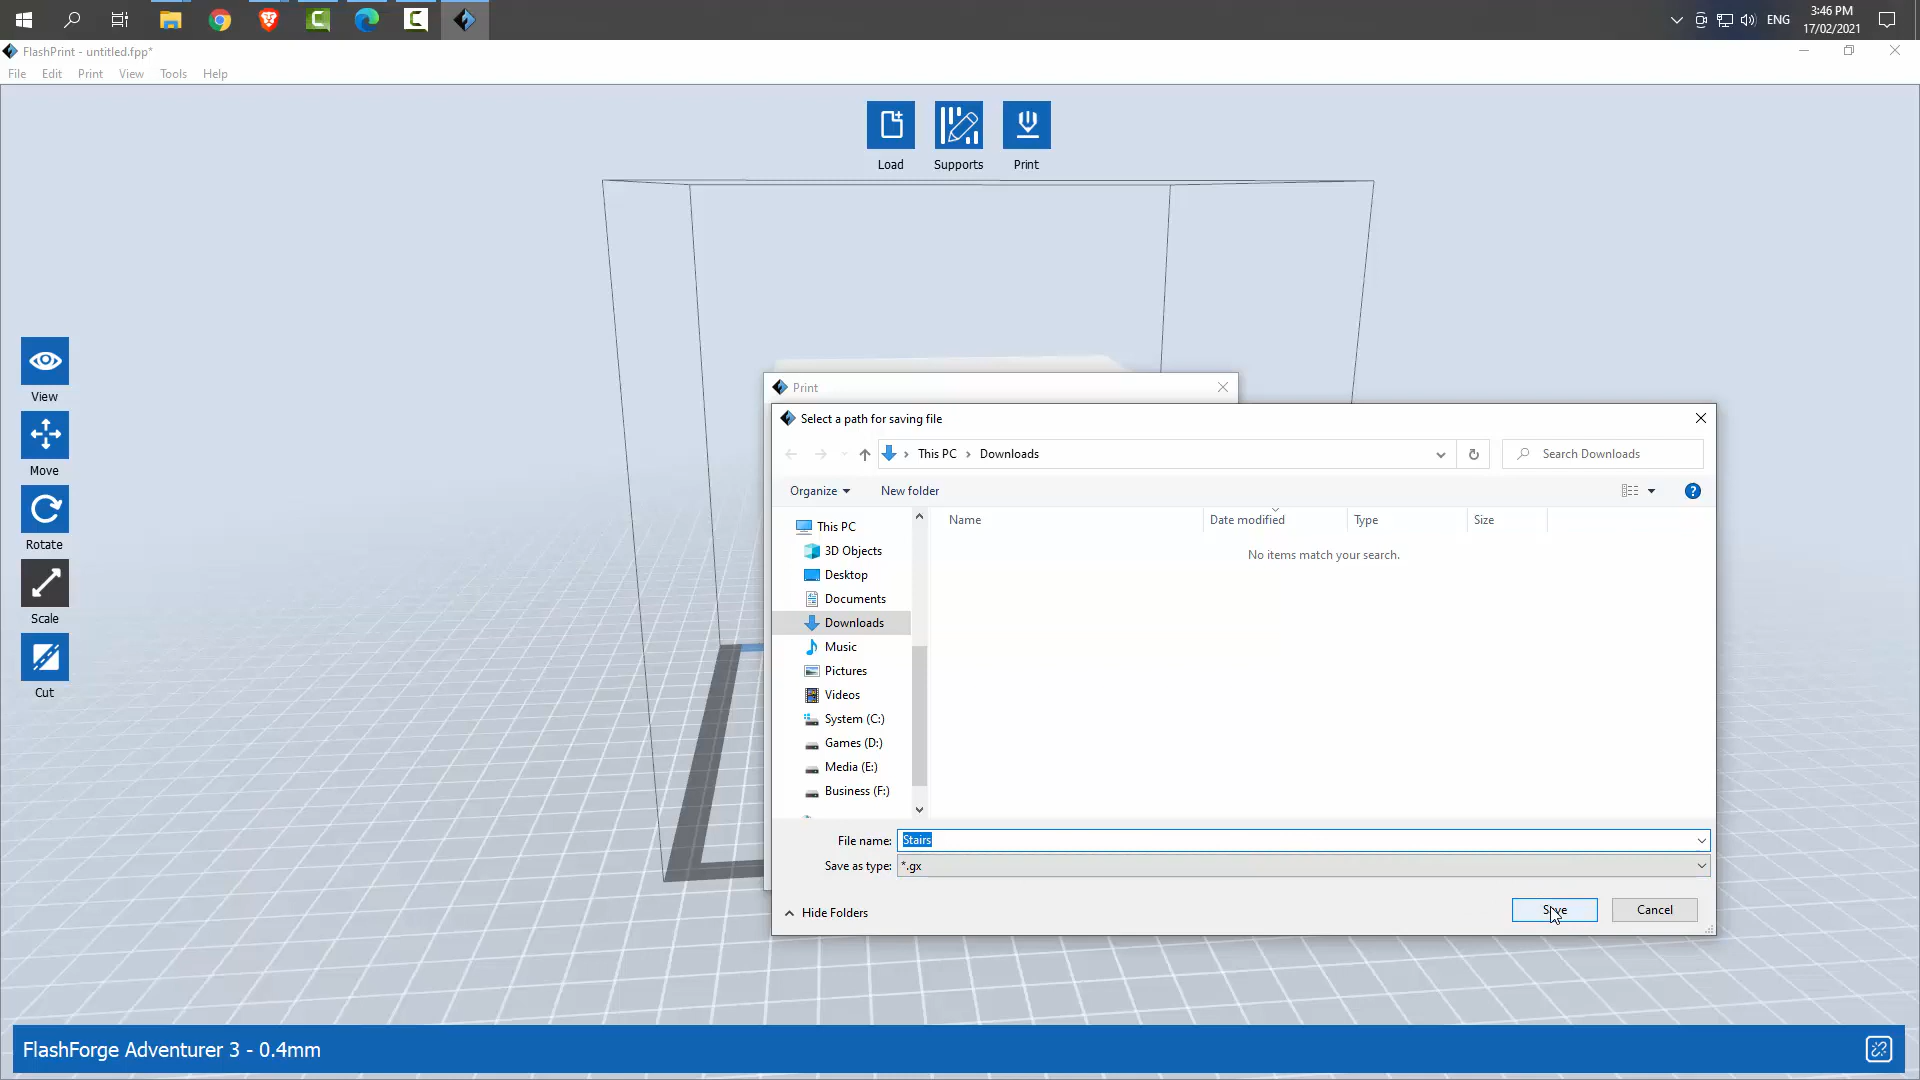 3:46 PM
ENG
17/02/2021
FlashPrint - untitled.fpp*
File Edit Print View Tools Help
Load Supports Print
View
Move
Rotate
Scale
Cut
Print
Select a path for saving file
This PC Downloads
Search Downloads
Organize New folder
Name Date modified Type Size
No items match your search.
This PC
3D Objects
Desktop
Documents
Downloads
Music
Pictures
Videos
System (C:)
Games (D:)
Media (E:)
Business (F:)
File name: Stairs
Save as type: *.gx
Hide Folders
Save Cancel
FlashForge Adventurer 3 - 0.4mm